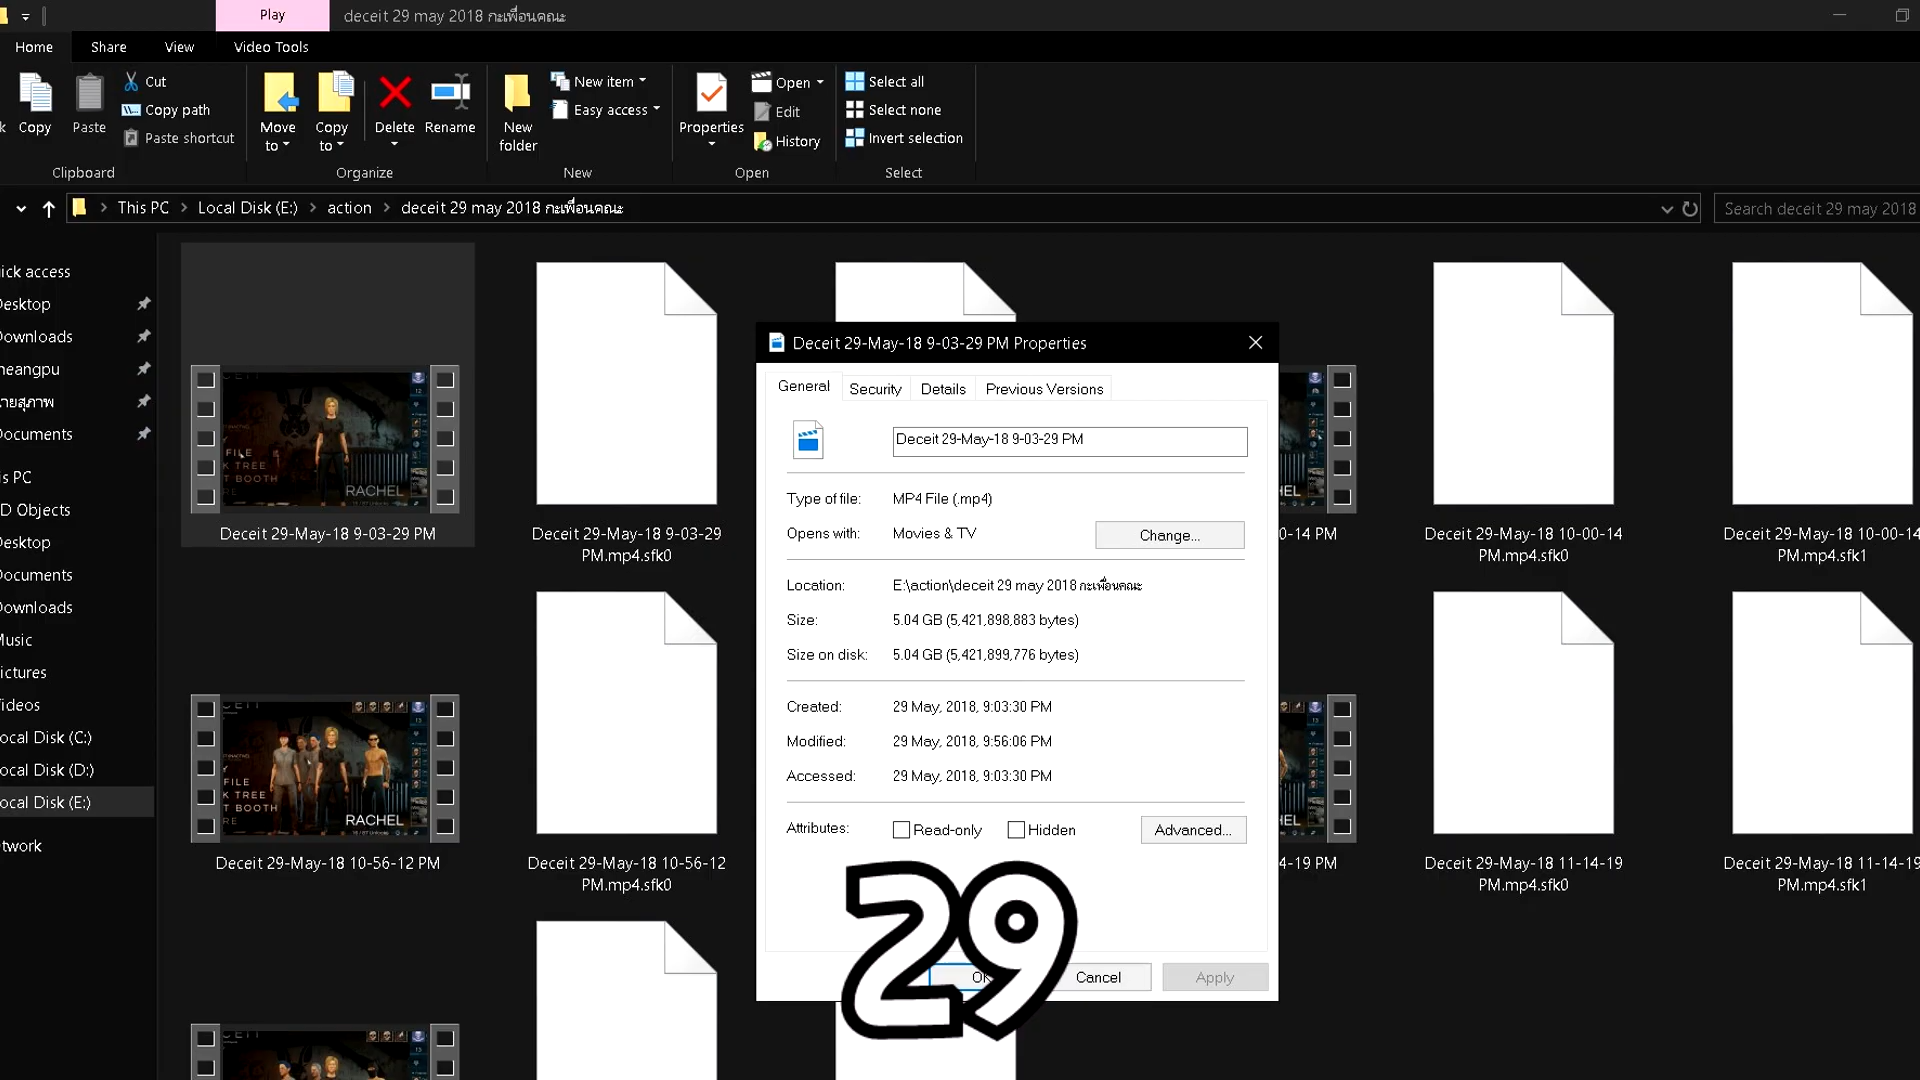 Play
deceit 29 may 2018 กะเพื่อนคณะ
Home
Share
View
Video Tools
Copy
Paste
Cut
Copy path
Paste shortcut
Clipboard
Move to
Copy to
Delete
Rename
Organize
New folder
New item
Easy access
New
Properties
Open
Edit
History
Open
Select all
Select none
Invert selection
Select
This PC
Local Disk (E:)
action
deceit 29 may 2018 กะเพื่อนคณะ
Search deceit 29 may 2018
ick access
Desktop
Downloads
heangpu
ายสุภาพ
Documents
is PC
D Objects
Desktop
Documents
Downloads
Music
ictures
ideos
ocal Disk (C:)
ocal Disk (D:)
ocal Disk (E:)
twork
FILE
K TREE
T BOOTH
RE
RACHEL
Deceit 29-May-18 9-03-29 PM
Deceit 29-May-18 9-03-29
PM.mp4.sfk0
0-14 PM
Deceit 29-May-18 10-00-14
PM.mp4.sfk0
Deceit 29-May-18 10-00-14
PM.mp4.sfk1
FILE
K TREE
T BOOTH
RE
RACHEL
Deceit 29-May-18 10-56-12 PM
Deceit 29-May-18 10-56-12
PM.mp4.sfk0
4-19 PM
Deceit 29-May-18 11-14-19
PM.mp4.sfk0
Deceit 29-May-18 11-14-19
PM.mp4.sfk1
Deceit 29-May-18 9-03-29 PM Properties
General
Security
Details
Previous Versions
Deceit 29-May-18 9-03-29 PM
Type of file: MP4 File (.mp4)
Opens with: Movies & TV
Change...
Location: E:\action\deceit 29 may 2018 กะเพื่อนคณะ
Size: 5.04 GB (5,421,898,883 bytes)
Size on disk: 5.04 GB (5,421,899,776 bytes)
Created: 29 May, 2018, 9:03:30 PM
Modified: 29 May, 2018, 9:56:06 PM
Accessed: 29 May, 2018, 9:03:30 PM
Attributes: Read-only Hidden
Advanced...
29
OK
Cancel
Apply